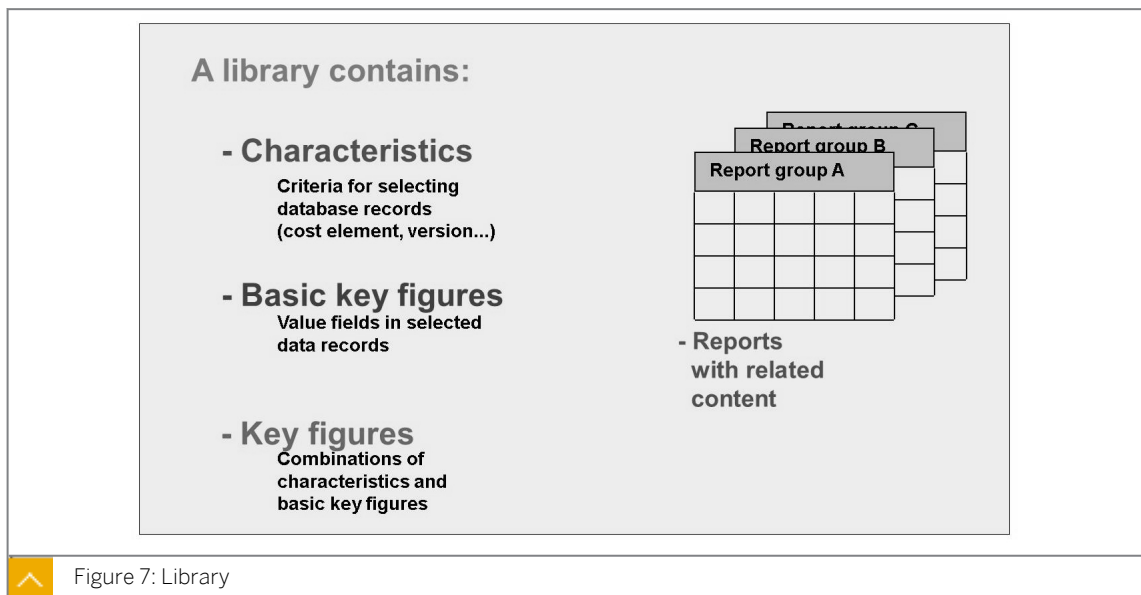 A library contains:
- Characteristics
Criteria for selecting
database records
(cost element, version...)
- Basic key figures
Value fields in selected
data records
- Key figures
Combinations of
characteristics and
basic key figures
Report group C
Report group B
Report group A
- Reports
with related
content
Figure 7: Library